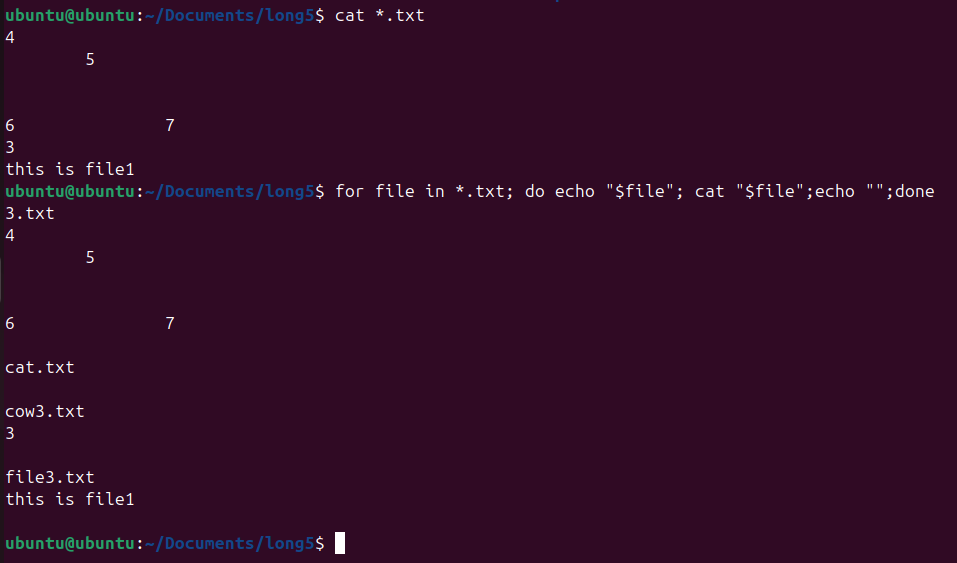 ubuntu@ubuntu:~/Documents/long5$ cat *.txt
4
        5
6               7
3
this is file1
ubuntu@ubuntu:~/Documents/long5$ for file in *.txt; do echo "$file"; cat "$file";echo "";done
3.txt
4
        5
6               7
cat.txt
cow3.txt
3
file3.txt
this is file1
ubuntu@ubuntu:~/Documents/long5$